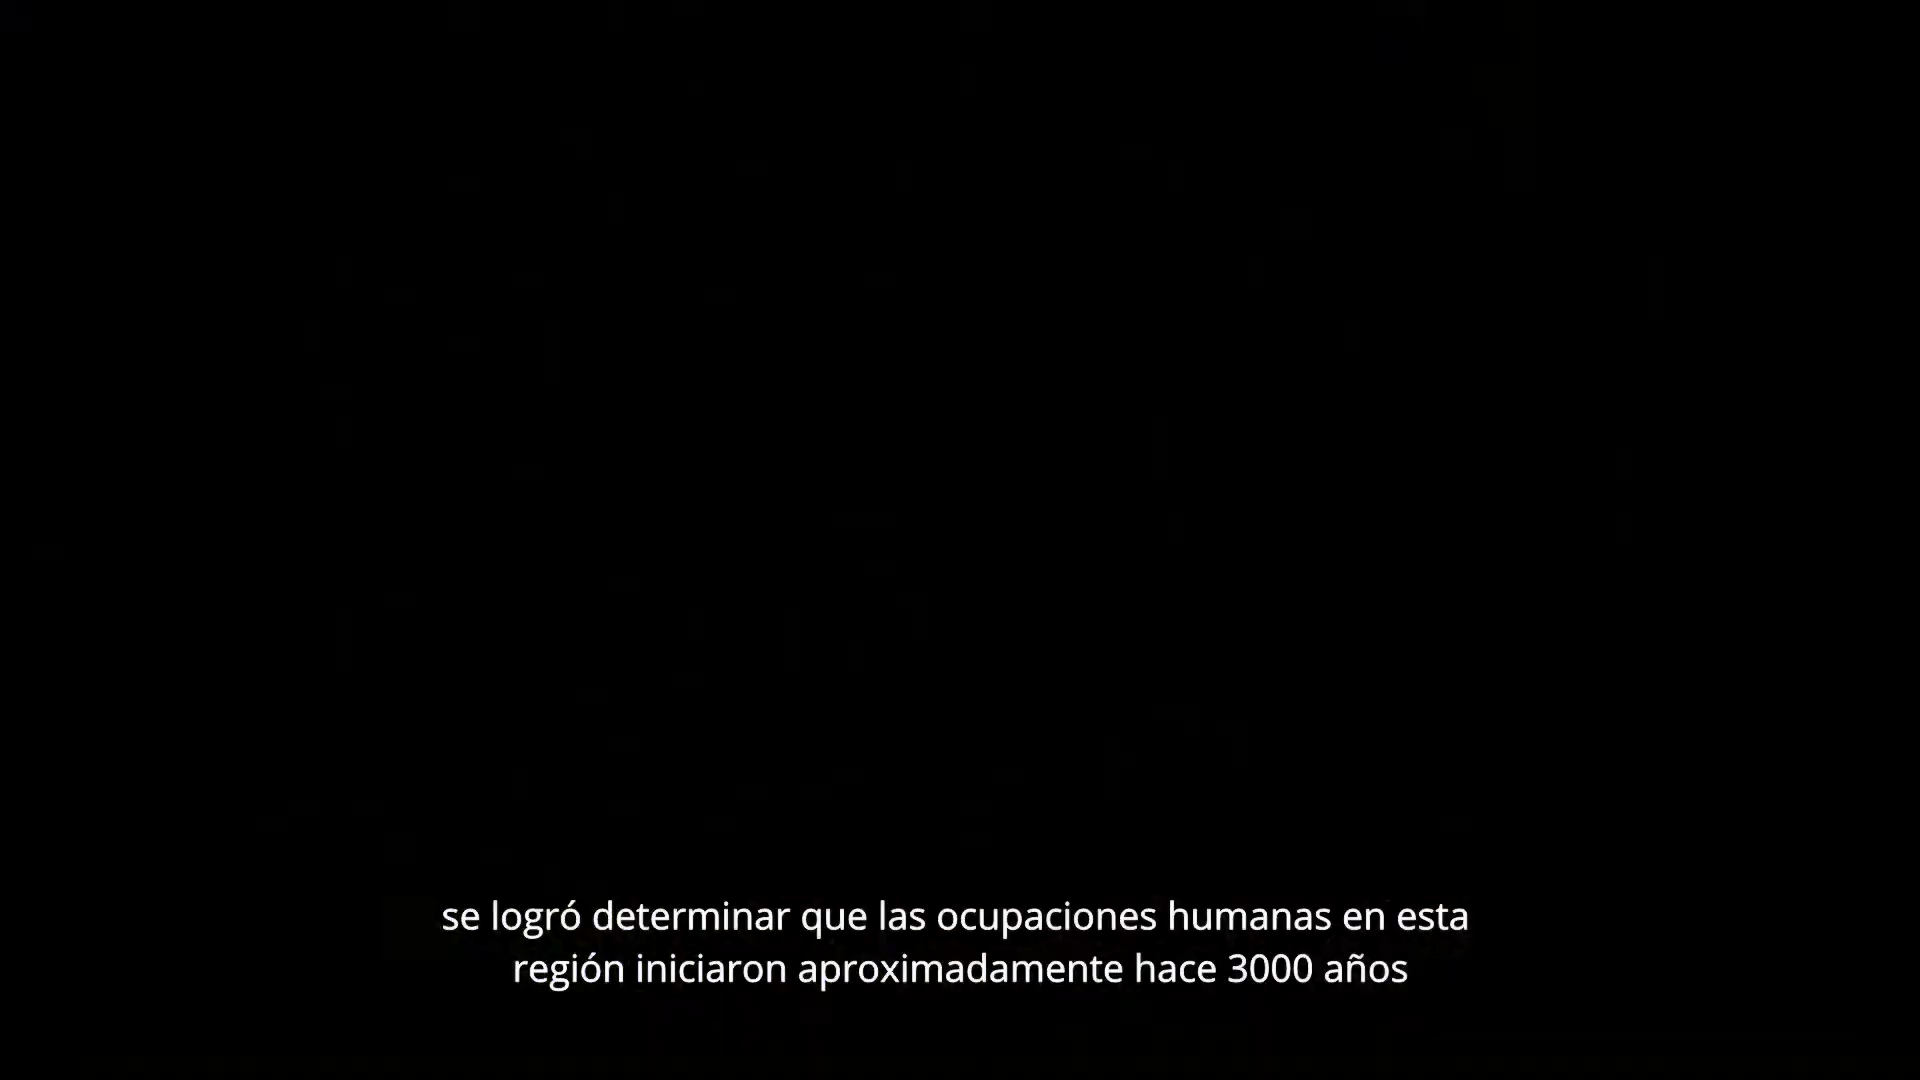 se logró determinar que las ocupaciones humanas en esta
región iniciaron aproximadamente hace 3000 años